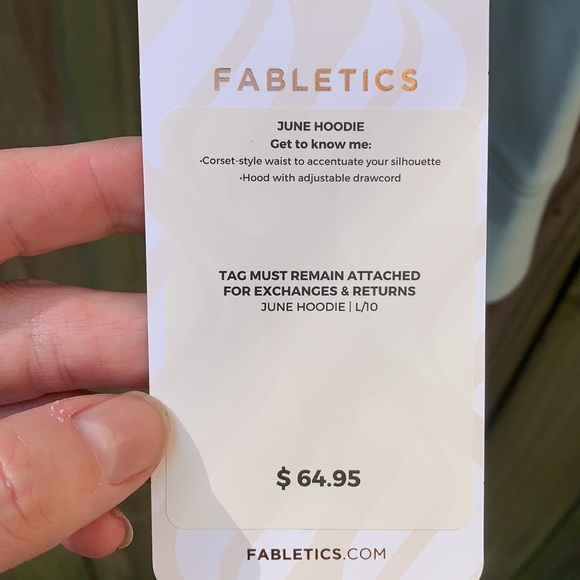 FABLETICS
JUNE HOODIE
Get to know me:
•Corset-style waist to accentuate your silhouette
•Hood with adjustable drawcord
TAG MUST REMAIN ATTACHED
FOR EXCHANGES & RETURNS
JUNE HOODIE | L/10
$ 64.95
FABLETICS.COM